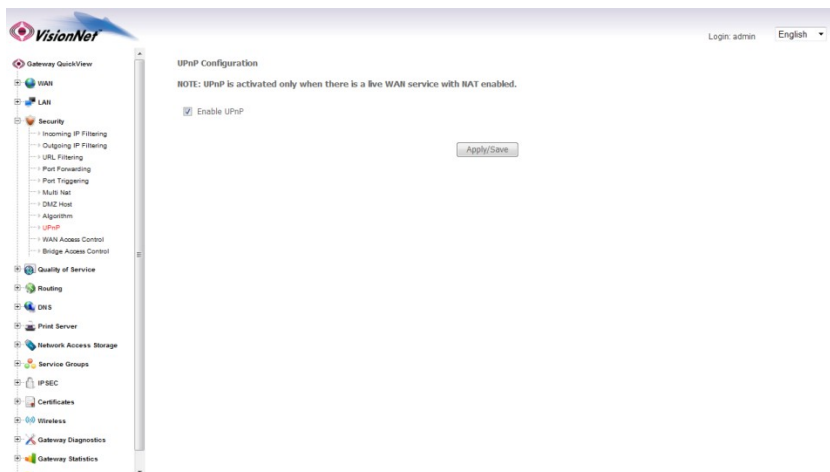 VisionNet
Login: admin
English
Gateway QuickView
WAN
LAN
Security
Incoming IP Filtering
Outgoing IP Filtering
URL Filtering
Port Forwarding
Port Triggering
Multi Nat
DMZ Host
Algorithm
UPnP
WAN Access Control
Bridge Access Control
Quality of Service
Routing
DNS
Print Server
Network Access Storage
Service Groups
IPSEC
Certificates
Wireless
Gateway Diagnostics
Gateway Statistics
UPnP Configuration
NOTE: UPnP is activated only when there is a live WAN service with NAT enabled.
Enable UPnP
Apply/Save